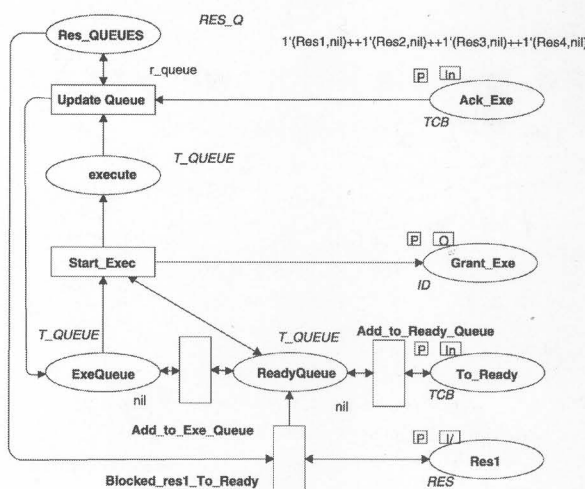 RES_Q
Res_QUEUES
1'(Res1,nil)++1'(Res2,nil)++1'(Res3,nil)++1'(Res4,nil)
r_queue
P In
Update Queue
Ack_Exe
TCB
T_QUEUE
execute
P O
Start_Exec
Grant_Exe
ID
T_QUEUE
T_QUEUE
Add_to_Ready_Queue
P In
ExeQueue
ReadyQueue
To_Ready
nil
nil
TCB
Add_to_Exe_Queue
P I/
Res1
Blocked_res1_To_Ready
RES